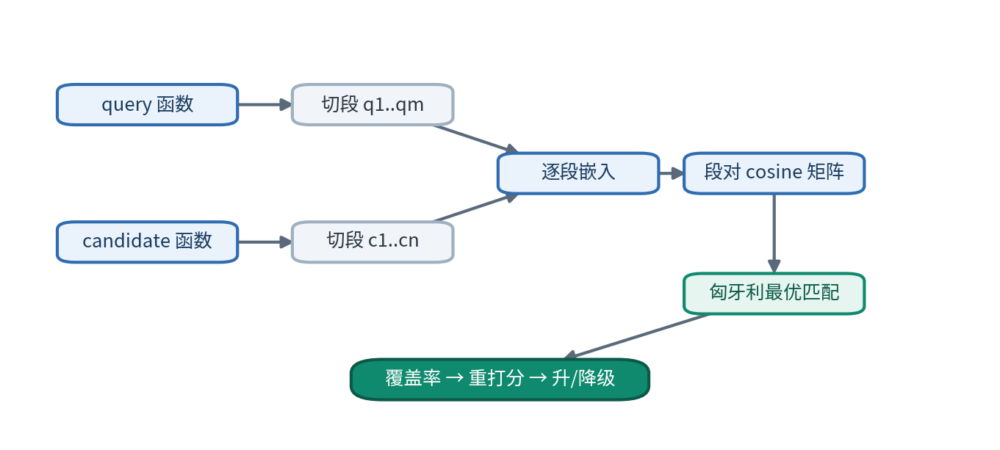 query 函数
切段 q1..qm
逐段嵌入
段对 cosine 矩阵
candidate 函数
切段 c1..cn
匈牙利最优匹配
覆盖率 → 重打分 → 升/降级